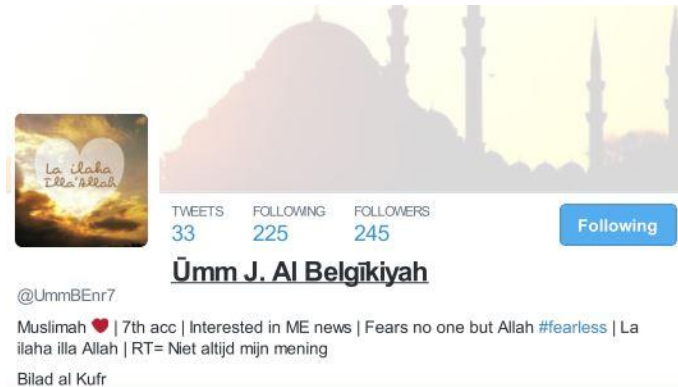 La ilaha
Illa'Allah
TWEETS FOLLOWING FOLLOWERS
33 225 245
Following
Ūmm J. Al Belgīkiyah
@UmmBEnr7
Muslimah ❤ | 7th acc | Interested in ME news | Fears no one but Allah #fearless | La
ilaha illa Allah | RT= Niet altijd mijn mening
Bilad al Kufr